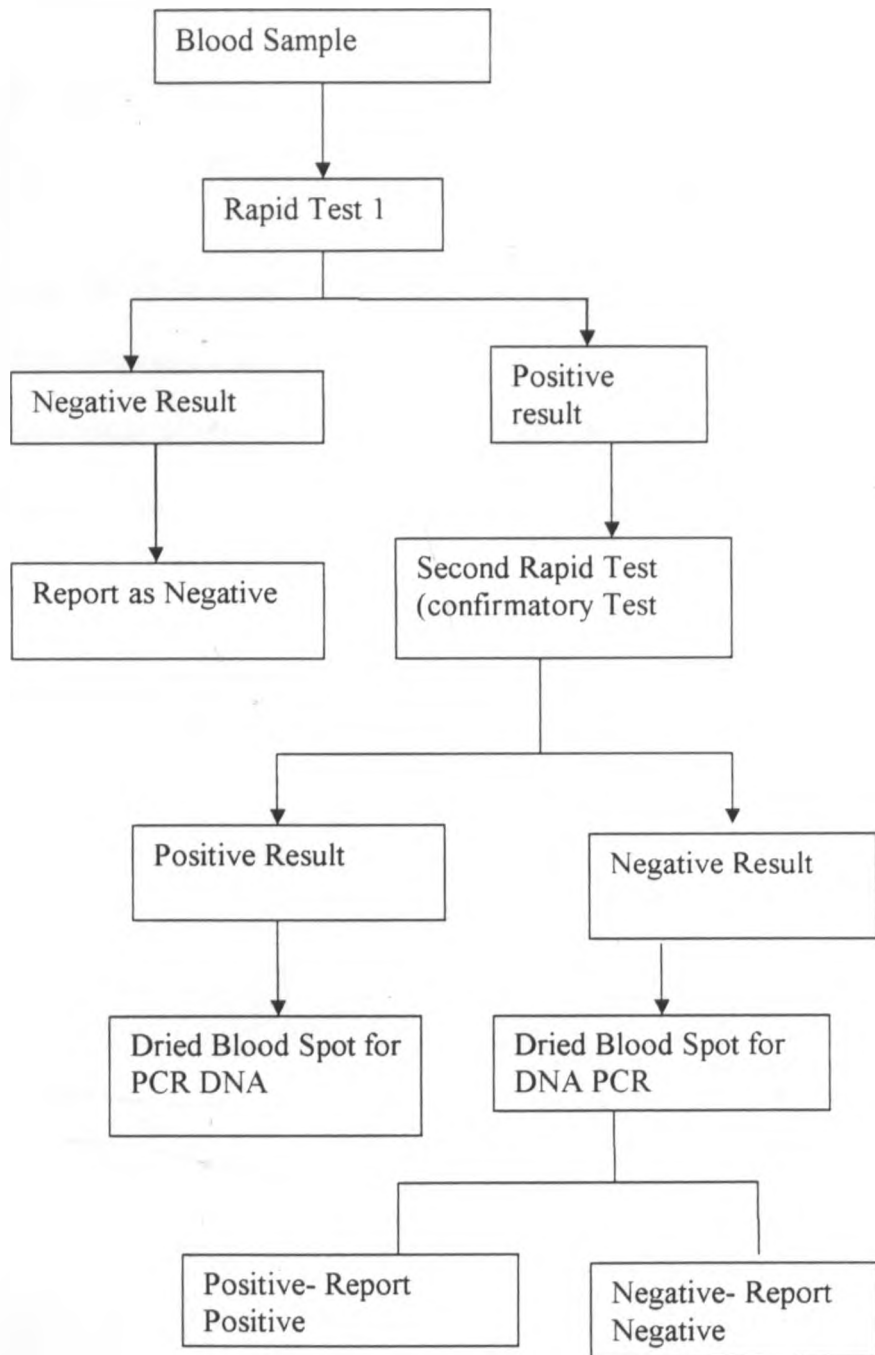 Blood Sample
Rapid Test 1
Negative Result
Positive
result
Report as Negative
Second Rapid Test
(confirmatory Test
Positive Result
Negative Result
Dried Blood Spot for
PCR DNA
Dried Blood Spot for
DNA PCR
Positive- Report
Positive
Negative- Report
Negative